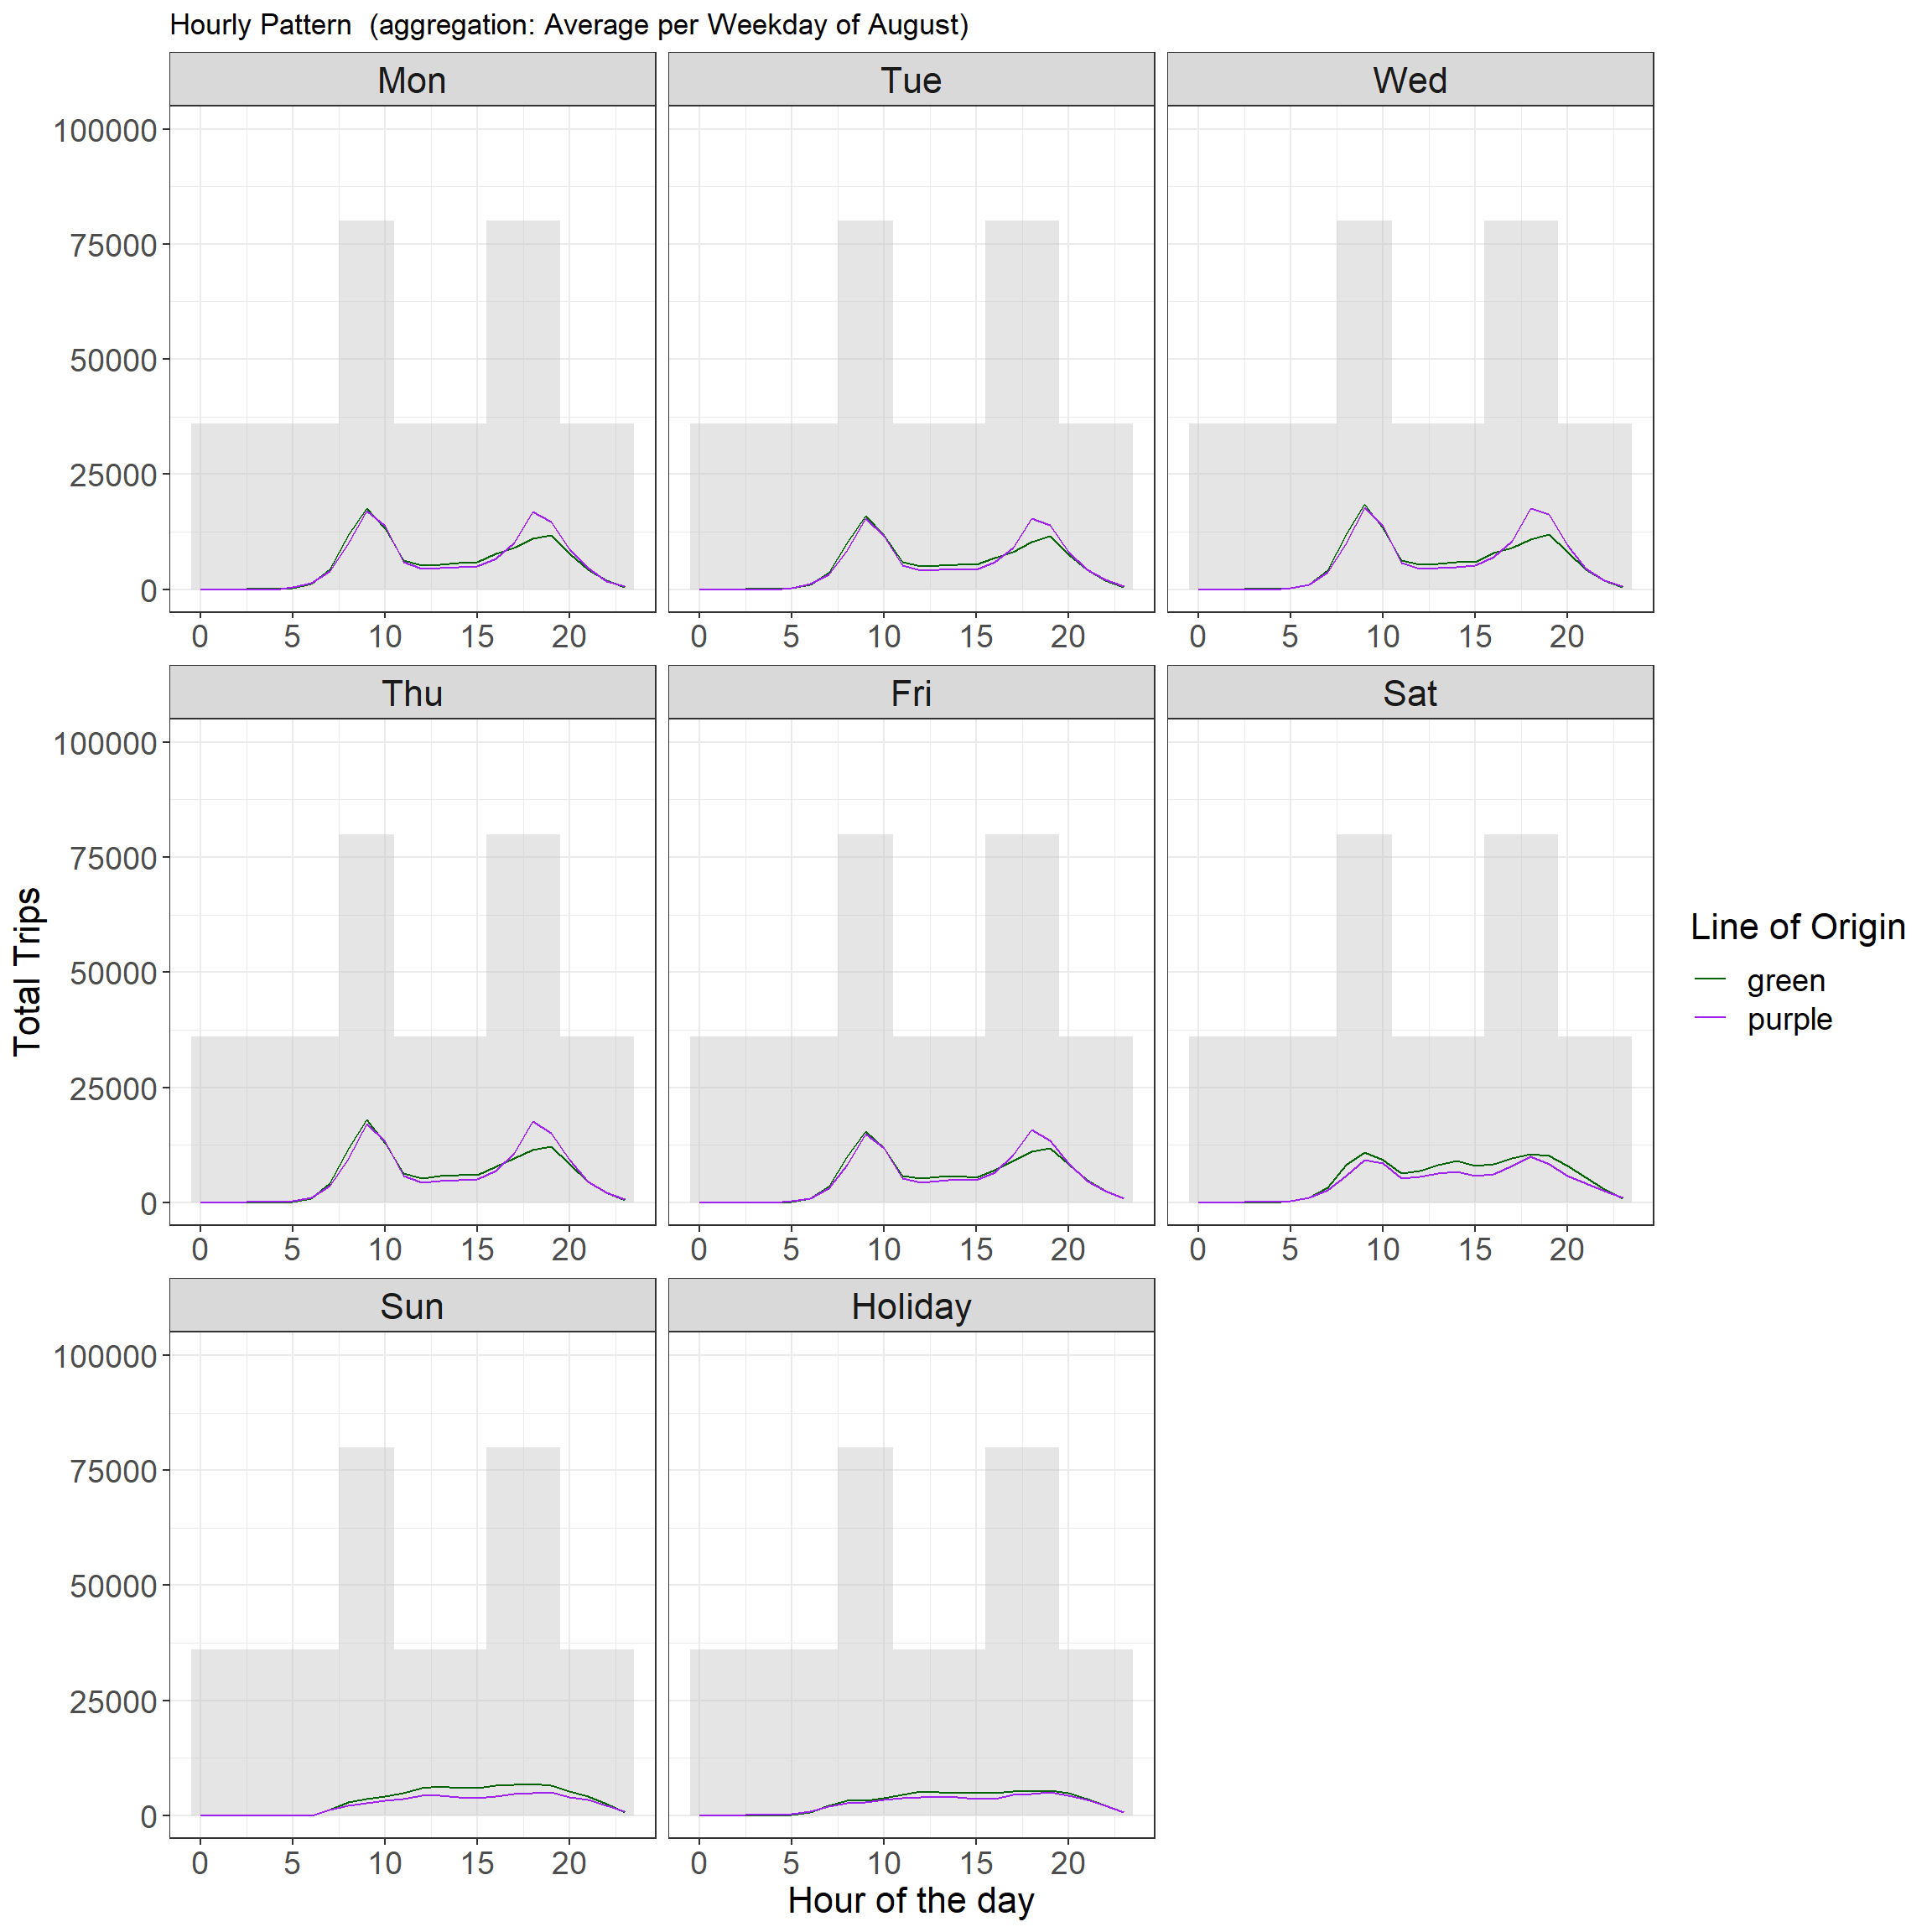 Hourly Pattern  (aggregation: Average per Weekday of August)
Mon
Tue
Wed
100000
75000
50000
25000
0
0 5 10 15 20
0 5 10 15 20
0 5 10 15 20
Thu
Fri
Sat
100000
75000
50000
25000
0
0 5 10 15 20
0 5 10 15 20
0 5 10 15 20
Sun
Holiday
100000
75000
50000
25000
0
0 5 10 15 20
0 5 10 15 20
Hour of the day
Total Trips
Line of Origin
green
purple